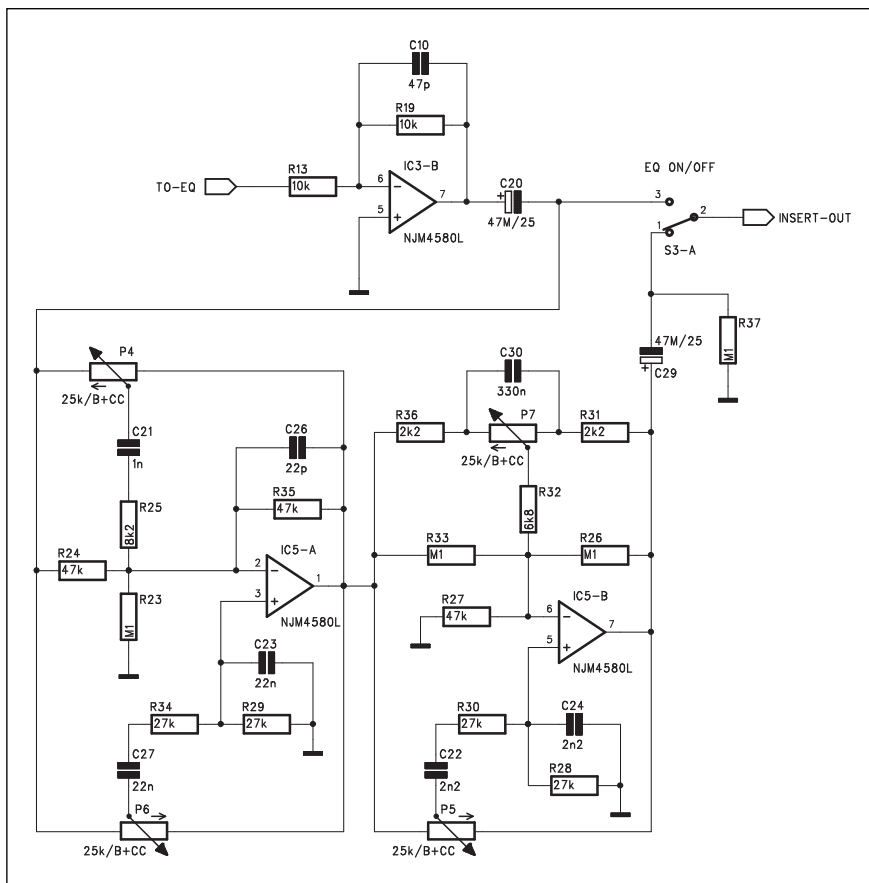 C10
47p
R19
10k
R13
10k
IC3-B
TO-EQ
6
5
7
NJM4580L
C20
+
47M/25
EQ ON/OFF
3
2
1
INSERT-OUT
S3-A
R37
M1
47M/25
+
C29
P4
25k/B+CC
C21
1n
R25
8k2
R24
47k
R23
M1
C26
22p
R35
47k
IC5-A
2
3
1
NJM4580L
C23
22n
R34
27k
R29
27k
C27
22n
P6
25k/B+CC
C30
330n
R36
2k2
P7
R31
2k2
25k/B+CC
R32
6k8
R33
M1
R26
M1
R27
47k
IC5-B
6
5
7
NJM4580L
R30
27k
C24
2n2
C22
2n2
R28
27k
P5
25k/B+CC